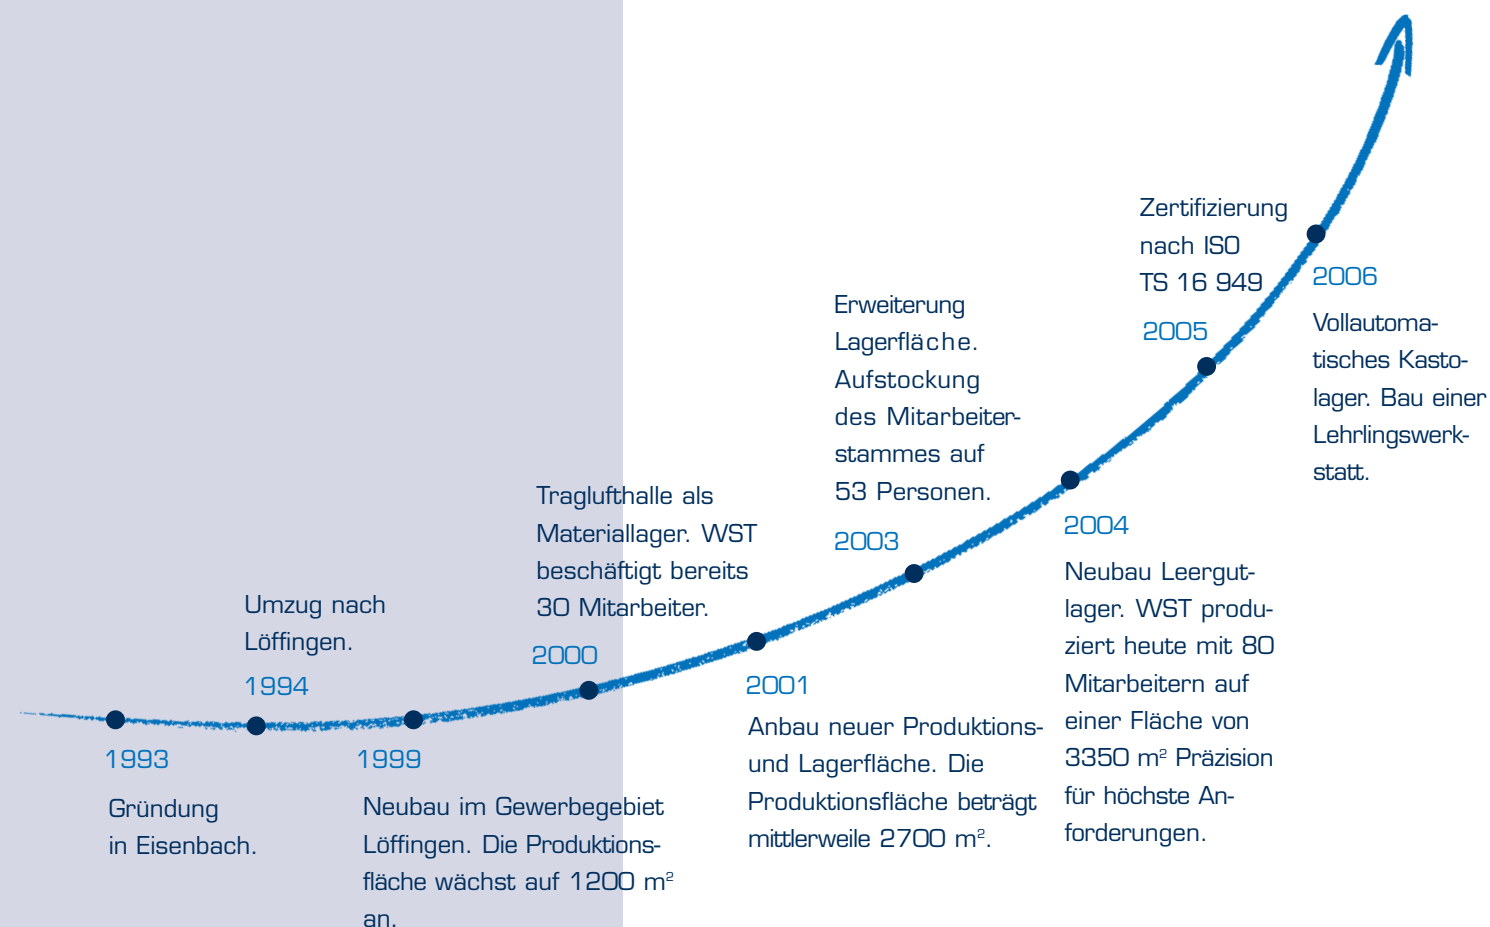 1993
Gründung
in Eisenbach.
Umzug nach
Löffingen.
1994
1999
Neubau im Gewerbegebiet
Löffingen. Die Produktions-
fläche wächst auf 1200 m²
an.
Traglufthalle als
Materiallager. WST
beschäftigt bereits
30 Mitarbeiter.
2000
2001
Anbau neuer Produktions-
und Lagerfläche. Die
Produktionsfläche beträgt
mittlerweile 2700 m².
Erweiterung
Lagerfläche.
Aufstockung
des Mitarbeiter-
stammes auf
53 Personen.
2003
2004
Neubau Leergut-
lager. WST produ-
ziert heute mit 80
Mitarbeitern auf
einer Fläche von
3350 m² Präzision
für höchste An-
forderungen.
Zertifizierung
nach ISO
TS 16 949
2005
2006
Vollautoma-
tisches Kasto-
lager. Bau einer
Lehrlingswerk-
statt.